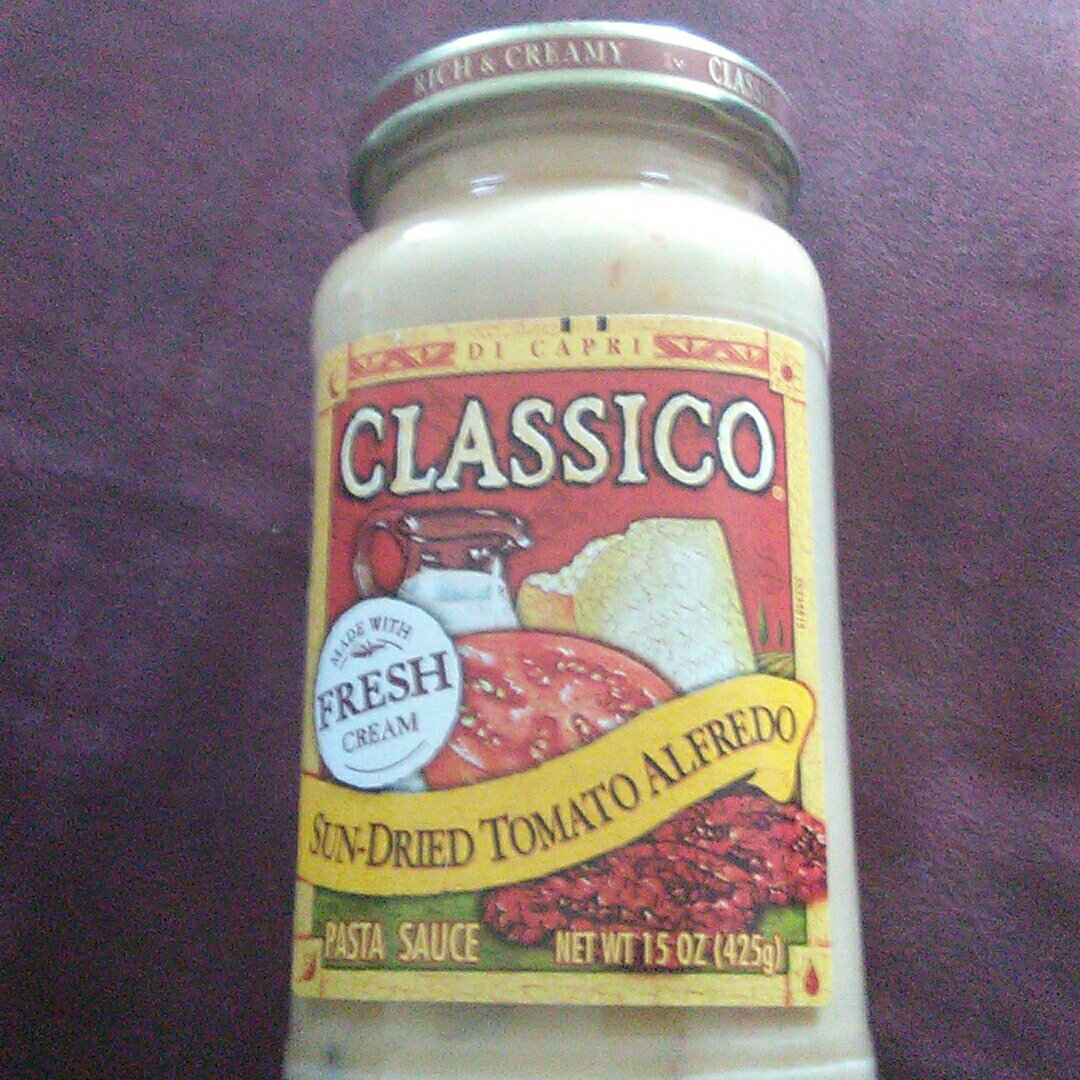 RICH & CREAMY
DI CAPRI
CLASSICO
MADE WITH
FRESH
CREAM
SUN-DRIED TOMATO ALFREDO
PASTA SAUCE
NET WT 15 OZ (425g)